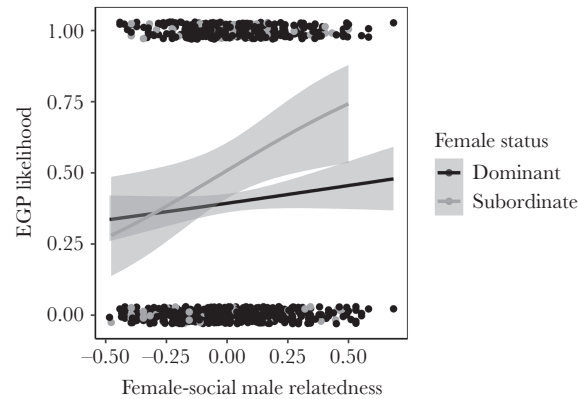 EGP likelihood
1.00
0.75
0.50
0.25
0.00
−0.50 −0.25 0.00 0.25 0.50
Female-social male relatedness
Female status
Dominant
Subordinate